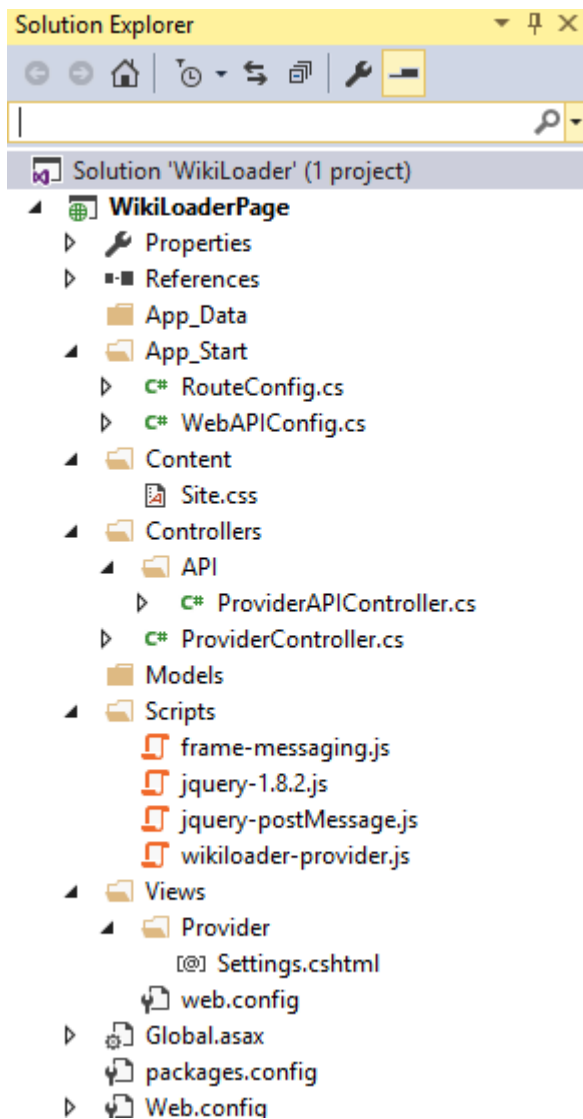 Solution Explorer
Solution 'WikiLoader' (1 project)
WikiLoaderPage
Properties
References
App_Data
App_Start
C# RouteConfig.cs
C# WebAPIConfig.cs
Content
Site.css
Controllers
API
C# ProviderAPIController.cs
C# ProviderController.cs
Models
Scripts
frame-messaging.js
jquery-1.8.2.js
jquery-postMessage.js
wikiloader-provider.js
Views
Provider
[@] Settings.cshtml
web.config
Global.asax
packages.config
Web.config